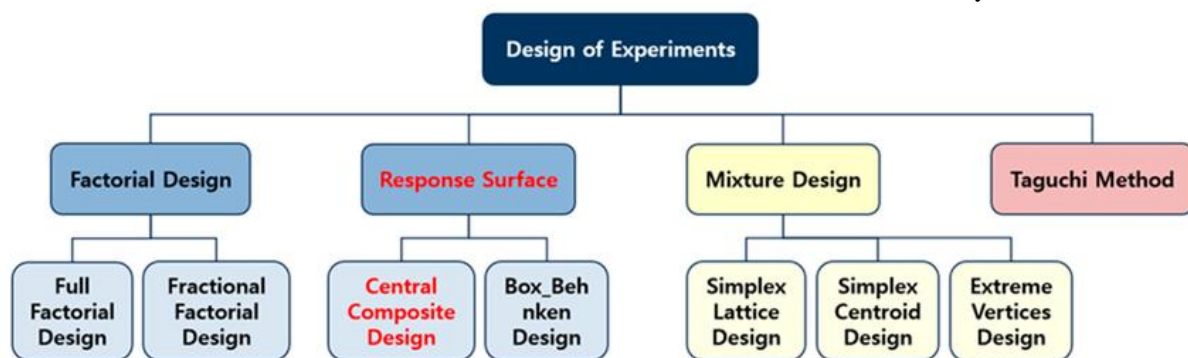 Design of Experiments
Factorial Design
Response Surface
Mixture Design
Taguchi Method
Full
Factorial
Design
Fractional
Factorial
Design
Central
Composite
Design
Box_Beh
nken
Design
Simplex
Lattice
Design
Simplex
Centroid
Design
Extreme
Vertices
Design